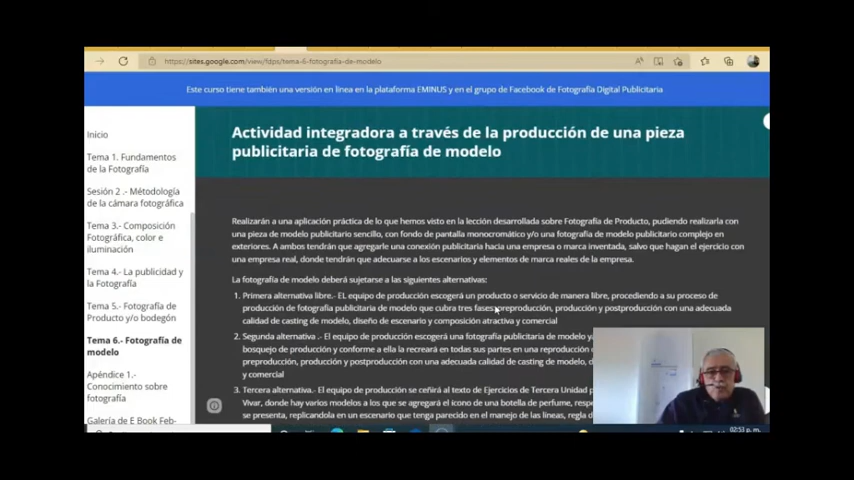 https://sites.google.com/view/fdps/tema-6-fotografía-de-modelo
Este curso tiene también una versión en línea en la plataforma EMINUS y en el grupo de Facebook de Fotografía Digital Publicitaria
Inicio
Tema 1. Fundamentos
de la Fotografía
Sesión 2 .- Métodología
de la cámara fotográfica
Tema 3.- Composición
Fotográfica, color e
iluminación
Tema 4.- La publicidad y
la Fotografía
Tema 5.- Fotografía de
Producto y/o bodegón
Tema 6.- Fotografía de
modelo
Apéndice 1.-
Conocimiento sobre
fotografía
Galería de E Book Feb-
Actividad integradora a través de la producción de una pieza
publicitaria de fotografía de modelo
Realizarán a una aplicación práctica de lo que hemos visto en la lección desarrollada sobre Fotografía de Producto, pudiendo realizarla con
una pieza de modelo publicitario sencillo, con fondo de pantalla monocromático y/o una fotografía de modelo publicitario complejo en
exteriores. A ambos tendrán que agregarle una conexión publicitaria hacia una empresa o marca inventada, salvo que hagan el ejercicio con
una empresa real, donde tendrán que adecuarse a los escenarios y elementos de marca reales de la empresa.
La fotografía de modelo deberá sujetarse a las siguientes alternativas:
1. Primera alternativa libre.- EL equipo de producción escogerá un producto o servicio de manera libre, procediendo a su proceso de
producción de fotografía publicitaria de modelo que cubra tres fases:preproducción, producción y postproducción con una adecuada
calidad de casting de modelo, diseño de escenario y composición atractiva y comercial
2. Segunda alternativa .- El equipo de producción escogerá una fotografía publicitaria de modelo
bosquejo de producción y conforme a ella la recreará en todas sus partes en una reproducción
preproducción, producción y postproducción con una adecuada calidad de casting de modelo,
y comercial
3. Tercera alternativa.- El equipo de producción se ceñirá al texto de Ejercicios de Tercera Unidad
Vivar, donde hay varios modelos a los que se agregará el ícono de una botella de perfume,
se presenta, replicandola en un escenario que tenga parecido en el manejo de las líneas, regla
02:53 p. m.